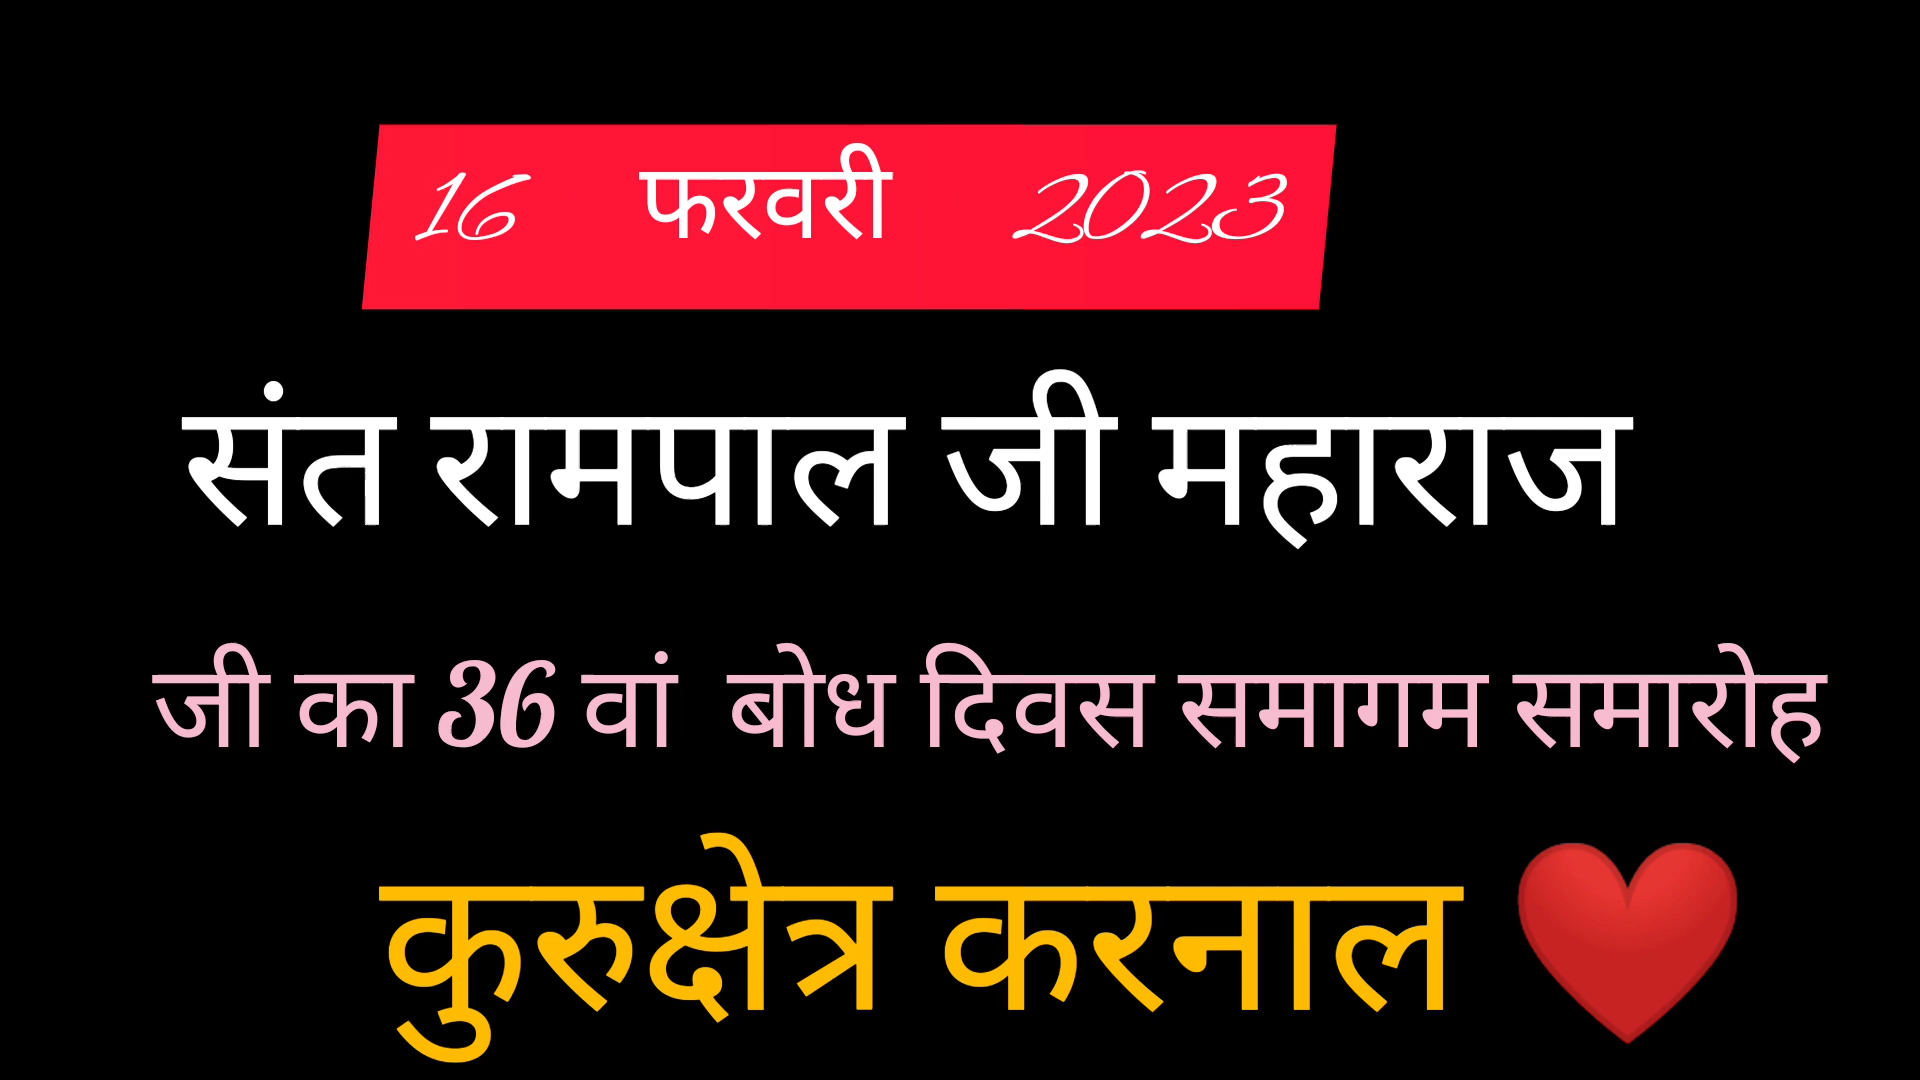 16 फरवरी 2023
संत रामपाल जी महाराज
जी का 36 वां बोध दिवस समागम समारोह
कुरुक्षेत्र करनाल ❤️